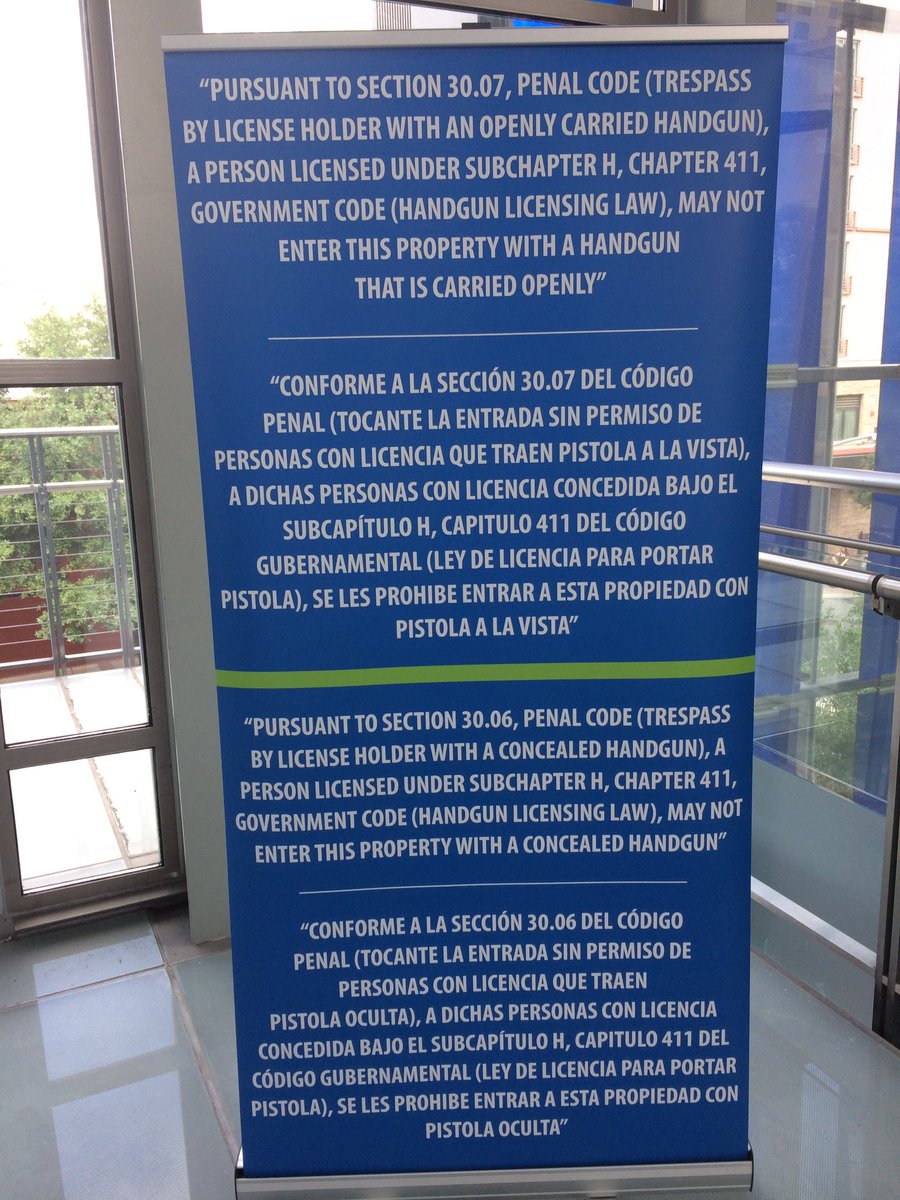 “PURSUANT TO SECTION 30.07, PENAL CODE (TRESPASS
BY LICENSE HOLDER WITH AN OPENLY CARRIED HANDGUN),
A PERSON LICENSED UNDER SUBCHAPTER H, CHAPTER 411,
GOVERNMENT CODE (HANDGUN LICENSING LAW), MAY NOT
ENTER THIS PROPERTY WITH A HANDGUN
THAT IS CARRIED OPENLY”
“CONFORME A LA SECCIÓN 30.07 DEL CÓDIGO
PENAL (TOCANTE LA ENTRADA SIN PERMISO DE
PERSONAS CON LICENCIA QUE TRAEN PISTOLA A LA VISTA),
A DICHAS PERSONAS CON LICENCIA CONCEDIDA BAJO EL
SUBCAPÍTULO H, CAPITULO 411 DEL CÓDIGO
GUBERNAMENTAL (LEY DE LICENCIA PARA PORTAR
PISTOLA), SE LES PROHIBE ENTRAR A ESTA PROPIEDAD CON
PISTOLA A LA VISTA”
“PURSUANT TO SECTION 30.06, PENAL CODE (TRESPASS
BY LICENSE HOLDER WITH A CONCEALED HANDGUN), A
PERSON LICENSED UNDER SUBCHAPTER H, CHAPTER 411,
GOVERNMENT CODE (HANDGUN LICENSING LAW), MAY NOT
ENTER THIS PROPERTY WITH A CONCEALED HANDGUN”
“CONFORME A LA SECCIÓN 30.06 DEL CÓDIGO
PENAL (TOCANTE LA ENTRADA SIN PERMISO DE
PERSONAS CON LICENCIA QUE TRAEN
PISTOLA OCULTA), A DICHAS PERSONAS CON LICENCIA
CONCEDIDA BAJO EL SUBCAPÍTULO H, CAPITULO 411 DEL
CÓDIGO GUBERNAMENTAL (LEY DE LICENCIA PARA PORTAR
PISTOLA), SE LES PROHIBE ENTRAR A ESTA PROPIEDAD CON
PISTOLA OCULTA”